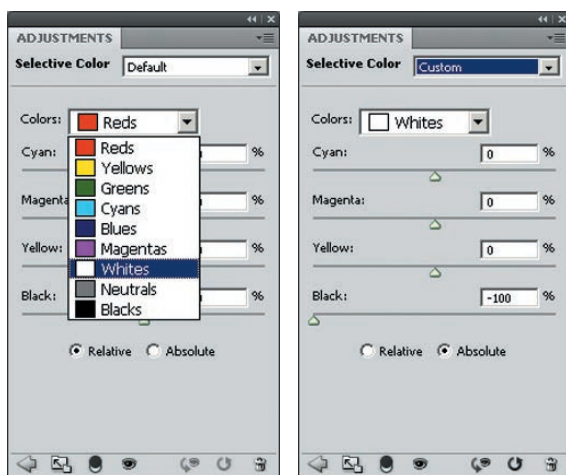 ADJUSTMENTS
Selective Color Default
Colors: Reds
Reds
Cyan: %
Yellows
Greens
Magenta %
Cyans
Blues
Yellow: %
Magentas
Whites
Black: %
Neutrals
Blacks
Relative Absolute
ADJUSTMENTS
Selective Color Custom
Colors: Whites
Cyan: 0 %
Magenta: 0 %
Yellow: 0 %
Black: -100 %
Relative Absolute